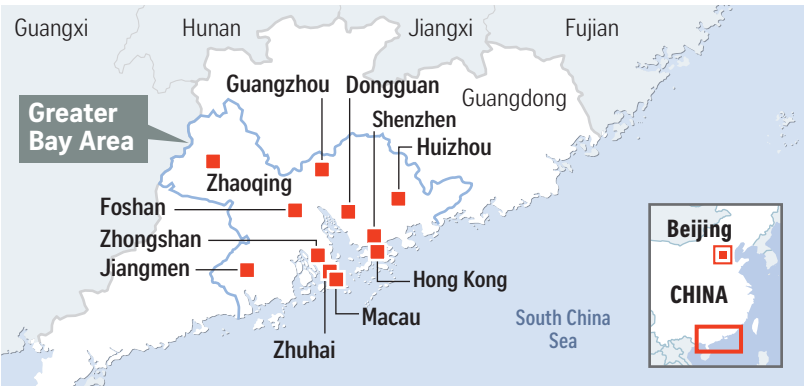 Guangxi
Hunan
Jiangxi
Fujian
Guangzhou
Dongguan
Guangdong
Greater
Bay Area
Shenzhen
Huizhou
Zhaoqing
Foshan
Zhongshan
Jiangmen
Hong Kong
Macau
Zhuhai
South China
Sea
Beijing
CHINA